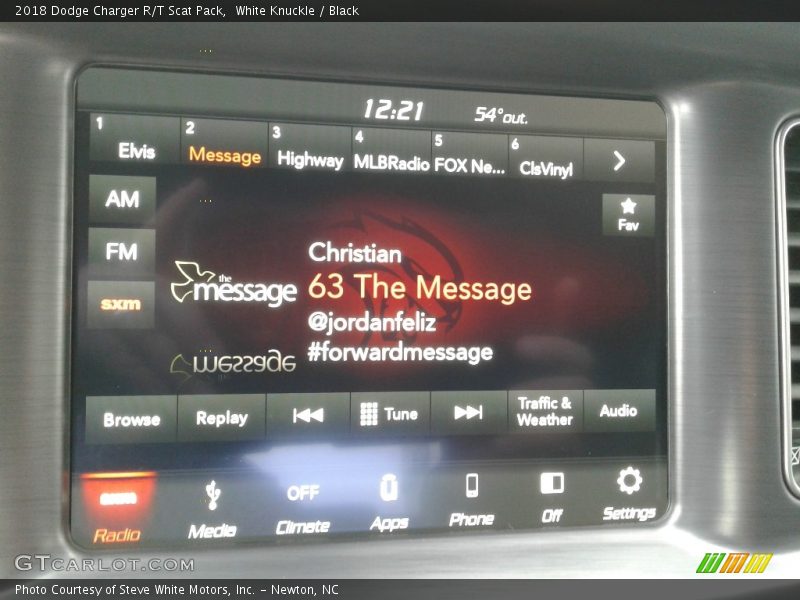 2018 Dodge Charger R/T Scat Pack,  White Knuckle / Black
12:21
54°out.
1 Elvis
2 Message
3 Highway
4 MLBRadio
5 FOX Ne...
6 ClsVinyl
AM
Fav
FM
sxm
Christian
the
message
63 The Message
@jordanfeliz
#forwardmessage
message
Browse
Replay
Tune
Traffic &
Weather
Audio
sxm
OFF
Radio
Media
Climate
Apps
Phone
Off
Settings
GTCARLOT.COM
Photo Courtesy of Steve White Motors, Inc. – Newton, NC